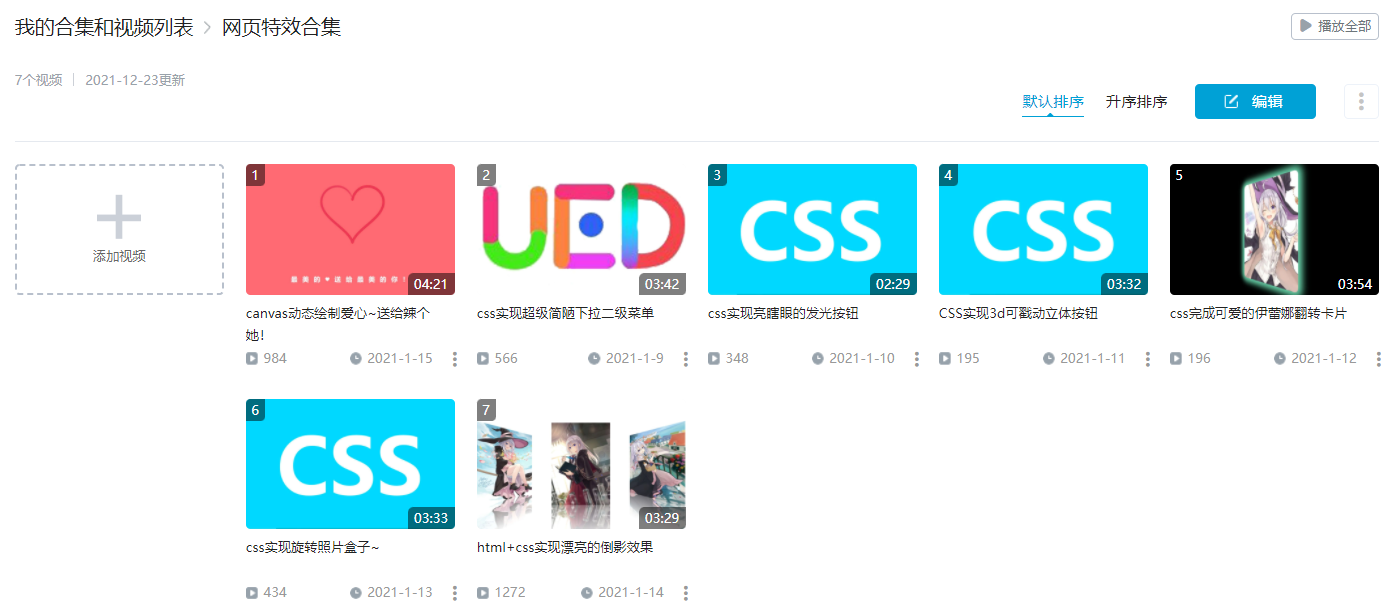 我的合集和视频列表 > 网页特效合集
播放全部
7个视频 2021-12-23更新
默认排序 升序排序 编辑
添加视频
1
最美的♥送给最美的你!
04:21
canvas动态绘制爱心~送给辣个
她!
984 2021-1-15
2
UED
03:42
css实现超级简陋下拉二级菜单
566 2021-1-9
3
CSS
02:29
css实现亮瞎眼的发光按钮
348 2021-1-10
4
CSS
03:32
CSS实现3d可戳动立体按钮
195 2021-1-11
5
03:54
css完成可爱的伊蕾娜翻转卡片
196 2021-1-12
6
CSS
03:33
css实现旋转照片盒子~
434 2021-1-13
7
03:29
html+css实现漂亮的倒影效果
1272 2021-1-14